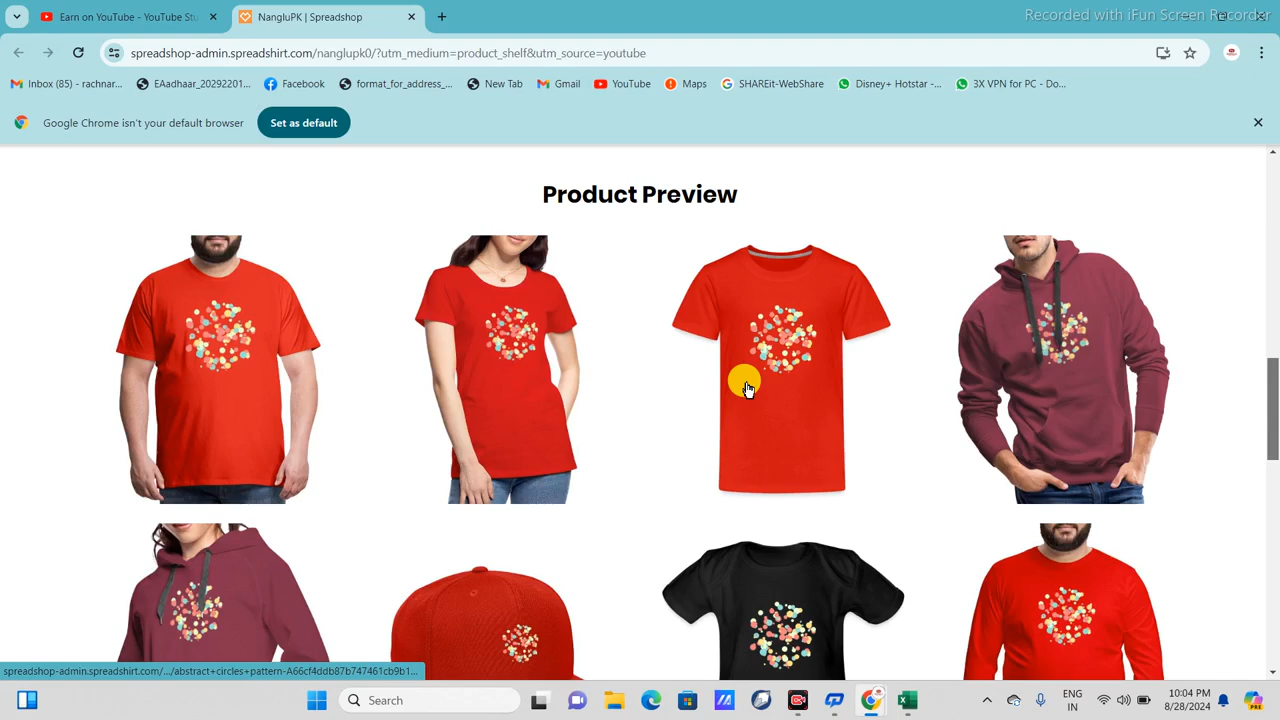 Earn on YouTube - YouTube Stu
NangluPK | Spreadshop
Recorded with iFun Screen Recorder
spreadshop-admin.spreadshirt.com/nanglupk0/?utm_medium=product_shelf&utm_source=youtube
Inbox (85) - rachnar...
EAadhaar_20292201...
Facebook
format_for_address_...
New Tab
Gmail
YouTube
Maps
SHAREit-WebShare
Disney+ Hotstar -...
3X VPN for PC - Do...
Google Chrome isn't your default browser
Set as default
Product Preview
spreadshop-admin.spreadshirt.com/.../abstract+circles+pattern-A66cf4ddb87b747461cb9b1...
Search
ENG
IN
10:04 PM
8/28/2024